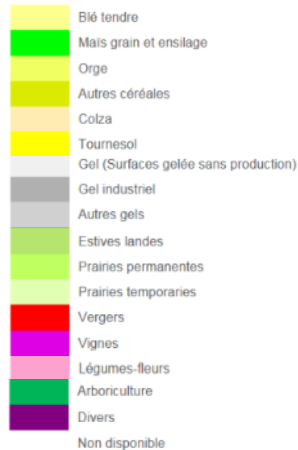 Blé tendre
Maïs grain et ensilage
Orge
Autres céréales
Colza
Tournesol
Gel (Surfaces gelée sans production)
Gel industriel
Autres gels
Estives landes
Prairies permanentes
Prairies temporaries
Vergers
Vignes
Légumes-fleurs
Arboriculture
Divers
Non disponible